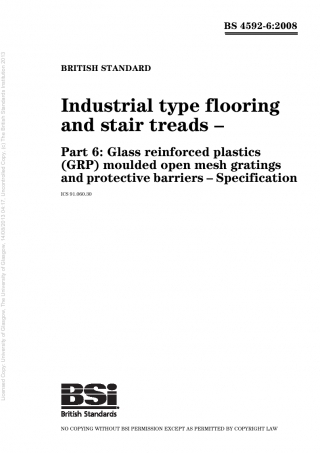 BS 4592-6:2008
BRITISH STANDARD
Industrial type flooring
and stair treads –
Part 6: Glass reinforced plastics
(GRP) moulded open mesh gratings
and protective barriers – Specification
ICS 91.060.30
BSi
British Standards
NO COPYING WITHOUT BSI PERMISSION EXCEPT AS PERMITTED BY COPYRIGHT LAW
Licensed Copy: University of Glasgow, The University of Glasgow, 14/03/2010 04:17, Uncontrolled Copy, (c) The British Standards Institution 2010